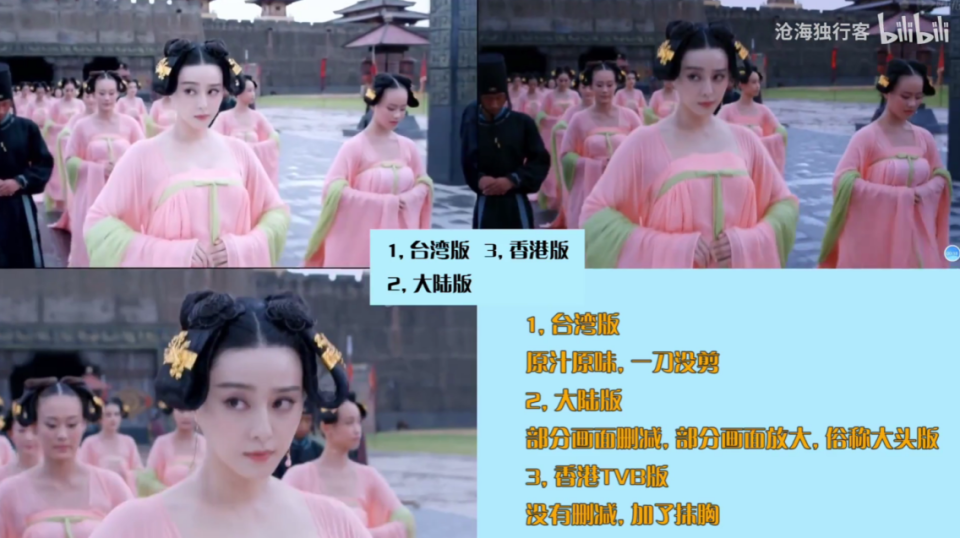 沧海独行客 bilibili
1, 台湾版 3, 香港版
2, 大陆版
1, 台湾版
原汁原味, 一刀没剪
2, 大陆版
部分画面删减, 部分画面放大, 俗称大头版
3, 香港TVB版
没有删减, 加了抹胸